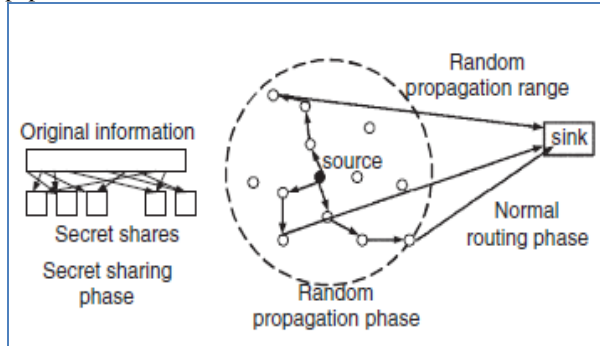 Original information
Secret shares
Secret sharing
phase
source
Random
propagation phase
Random
propagation range
sink
Normal
routing phase